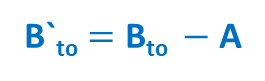 B`to = Bto − A